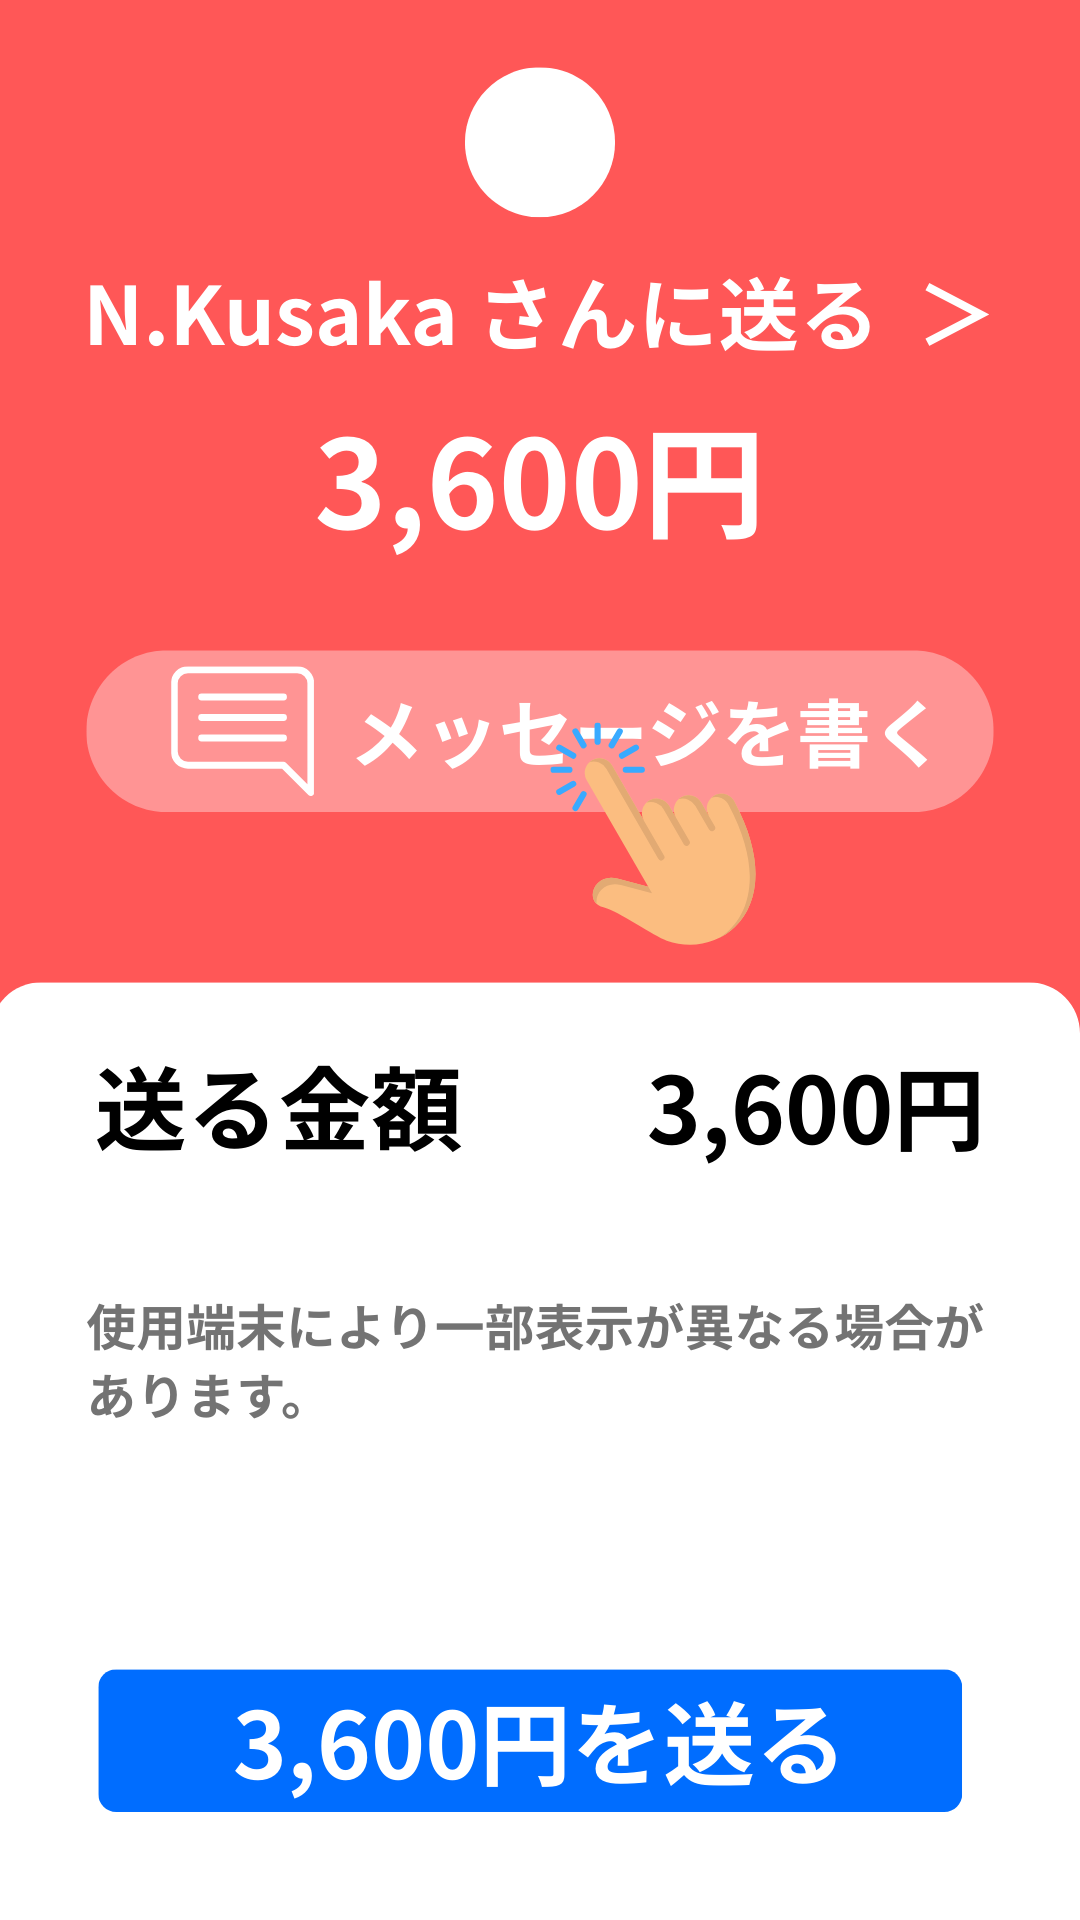 N.Kusaka さんに送る ＞
3,600円
メッセージを書く
送る金額 3,600円
使用端末により一部表示が異なる場合が
あります。
3,600円を送る